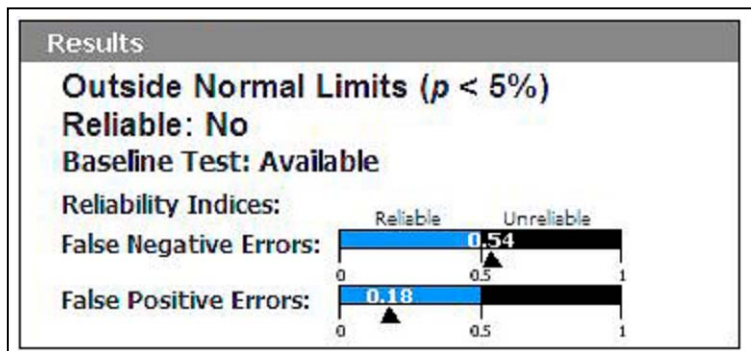 Results
Outside Normal Limits (p < 5%)
Reliable: No
Baseline Test: Available
Reliability Indices:
Reliable Unreliable
False Negative Errors: 0.54
0 0.5 1
False Positive Errors: 0.18
0 0.5 1